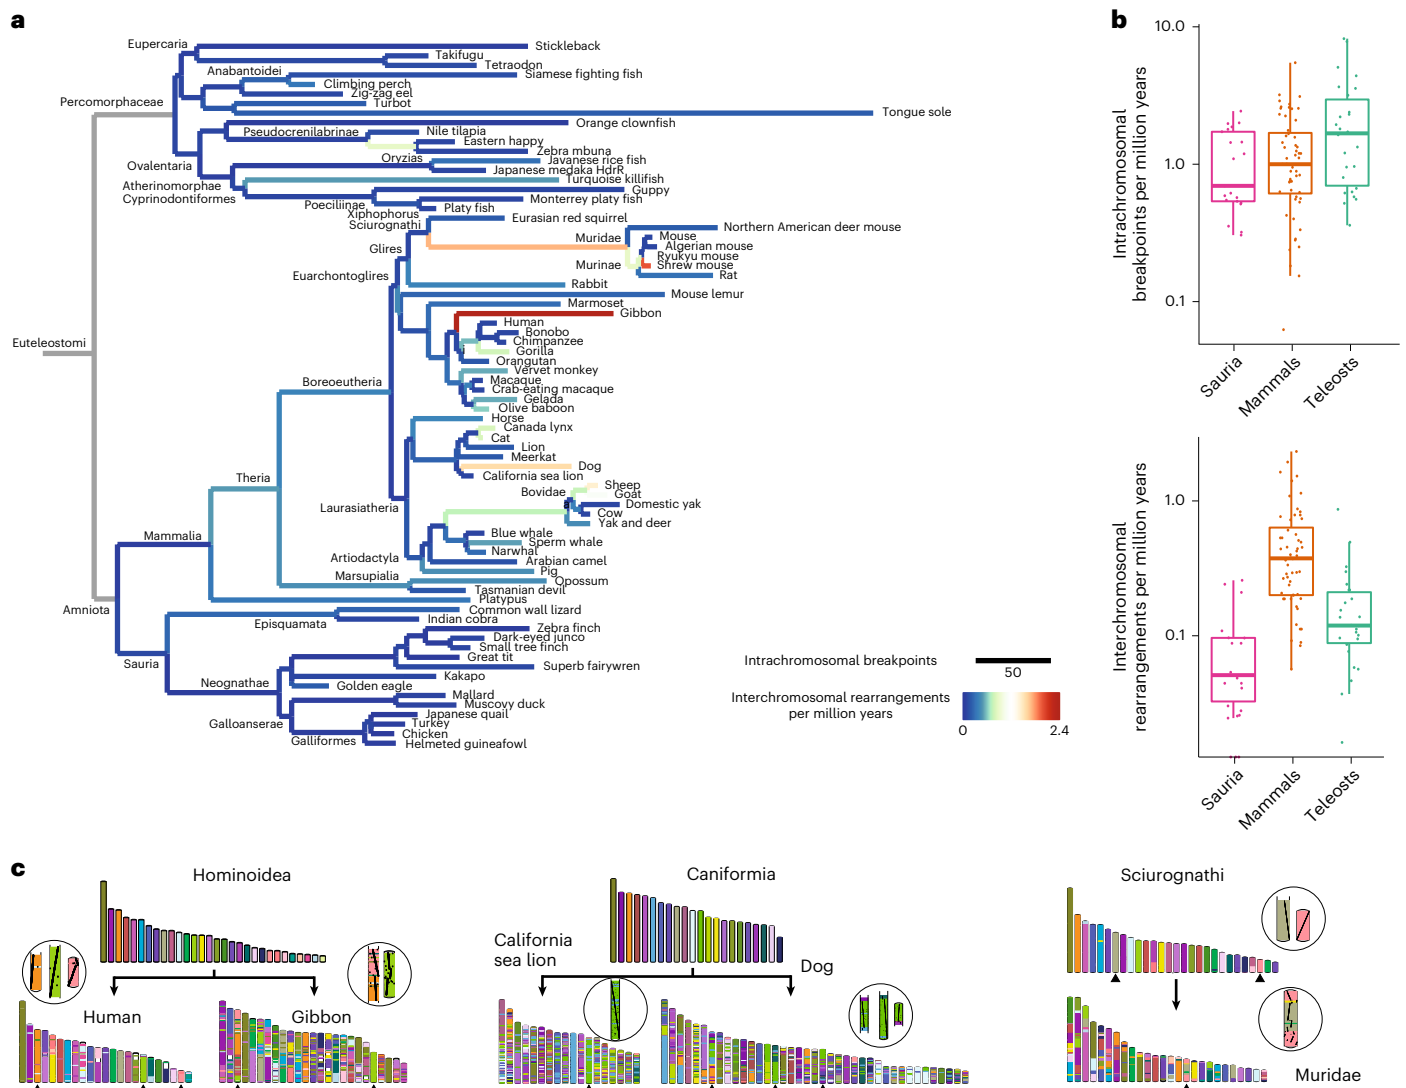 a
Eupercaria
Stickleback
Takifugu
Tetraodon
Anabantoidei
Siamese fighting fish
Climbing perch
Zig-zag eel
Percomorphaceae
Turbot
Tongue sole
Orange clownfish
Pseudocrenilabrinae
Nile tilapia
Eastern happy
Zebra mbuna
Ovalentaria
Oryzias
Javanese rice fish
Japanese medaka HdrR
Atherinomorphae
Turquoise killifish
Cyprinodontiformes
Guppy
Poeciliinae
Monterrey platy fish
Xiphophorus
Platy fish
Sciurognathi
Eurasian red squirrel
Northern American deer mouse
Muridae
Mouse
Glires
Algerian mouse
Ryukyu mouse
Murinae
Shrew mouse
Euarchontoglires
Rat
Rabbit
Mouse lemur
Marmoset
Gibbon
Human
Bonobo
Euteleostomi
Chimpanzee
Gorilla
Orangutan
Vervet monkey
Boreoeutheria
Macaque
Crab-eating macaque
Gelada
Olive baboon
Horse
Canada lynx
Cat
Lion
Meerkat
Dog
Theria
California sea lion
Sheep
Bovidae
Goat
Domestic yak
Laurasiatheria
Cow
Yak and deer
Mammalia
Blue whale
Sperm whale
Narwhal
Artiodactyla
Arabian camel
Pig
Marsupialia
Opossum
Tasmanian devil
Platypus
Amniota
Common wall lizard
Episquamata
Indian cobra
Zebra finch
Dark-eyed junco
Small tree finch
Sauria
Great tit
Superb fairywren
Kakapo
Neognathae
Golden eagle
Mallard
Muscovy duck
Galloanserae
Japanese quail
Turkey
Chicken
Galliformes
Helmeted guineafowl
Intrachromosomal breakpoints
50
Interchromosomal rearrangements
per million years
0
2.4
b
Intrachromosomal
breakpoints per million years
10.0
1.0
0.1
Sauria
Mammals
Teleosts
Interchromosomal
rearrangements per million years
1.0
0.1
Sauria
Mammals
Teleosts
c
Hominoidea
Human
Gibbon
Caniformia
California
sea lion
Dog
Sciurognathi
Muridae